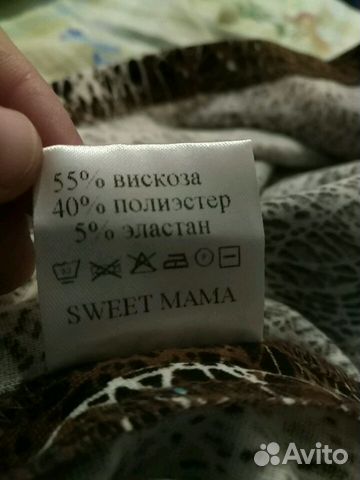 55% вискоза
40% полиэстер
5% эластан
SWEET MAMA
Avito